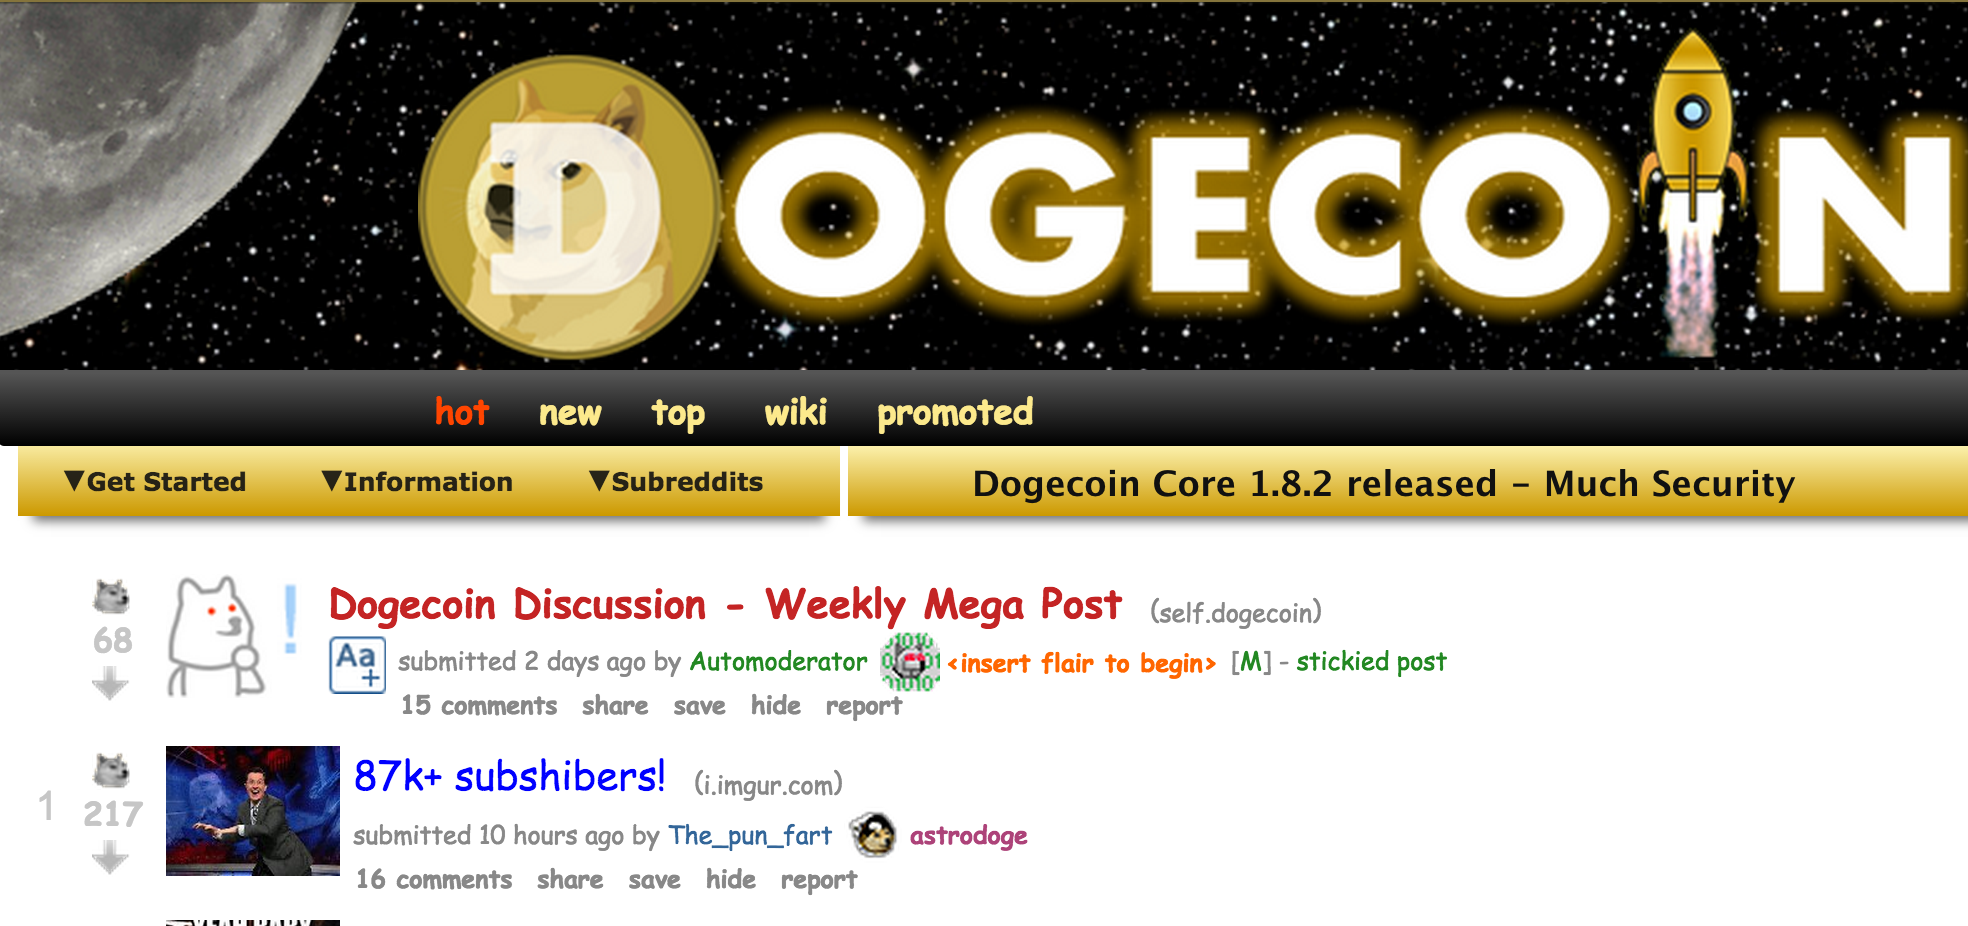 DOGECOIN
hot new top wiki promoted
▼Get Started ▼Information ▼Subreddits
Dogecoin Core 1.8.2 released – Much Security
Dogecoin Discussion - Weekly Mega Post (self.dogecoin)
68
submitted 2 days ago by Automoderator <insert flair to begin> [M] - stickied post
Aa+
15 comments share save hide report
87k+ subshibers! (i.imgur.com)
1 217
submitted 10 hours ago by The_pun_fart astrodoge
16 comments share save hide report